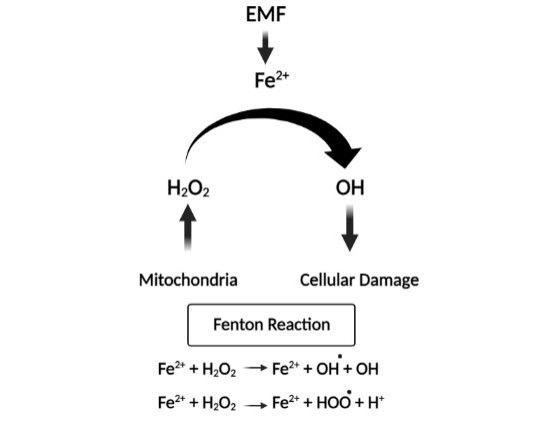 EMF
Fe²⁺
H₂O₂ OH
Mitochondria Cellular Damage
Fenton Reaction
Fe²⁺ + H₂O₂ → Fe²⁺ + OH• + OH
Fe²⁺ + H₂O₂ → Fe²⁺ + HOO• + H⁺